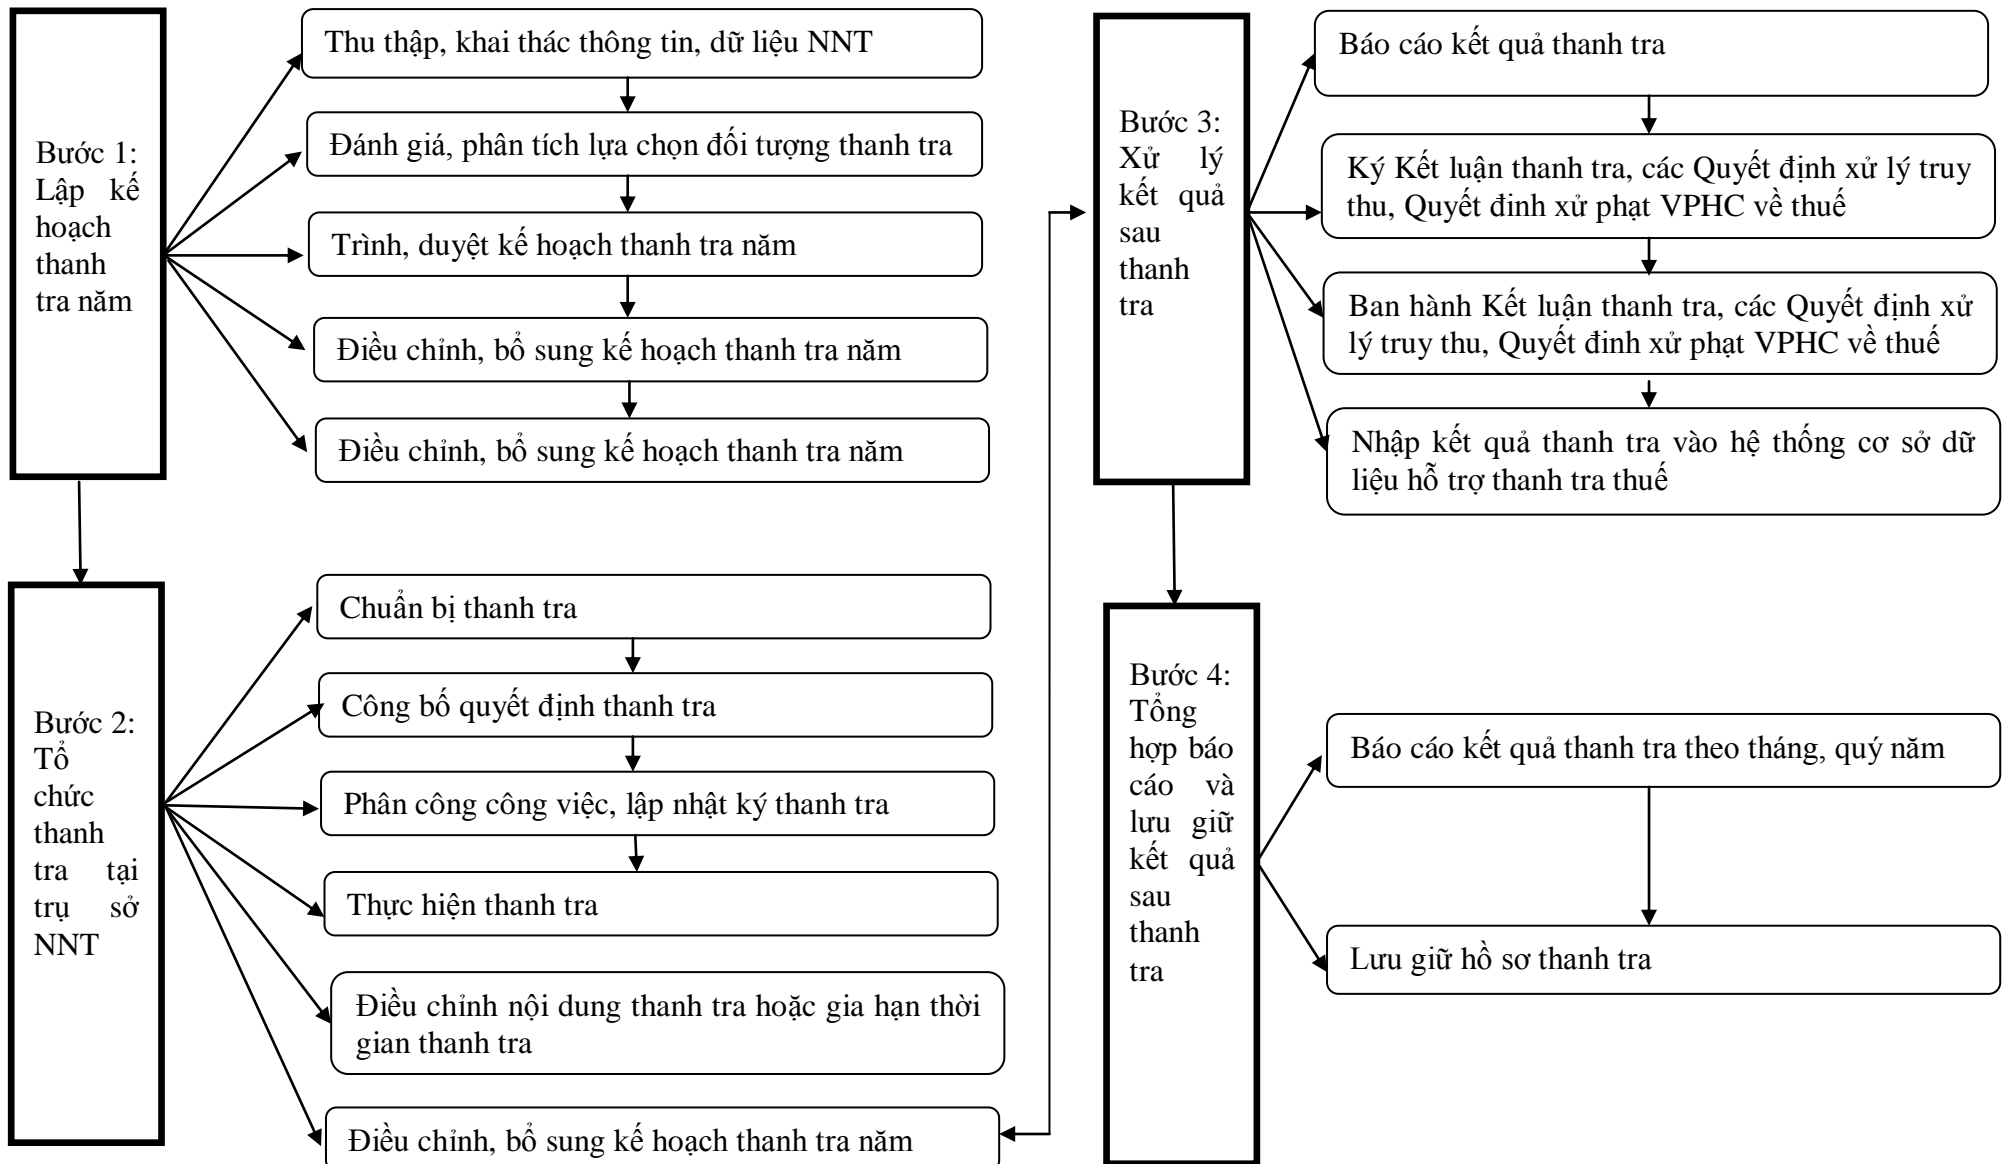 Bước 1:
Lập kế
hoạch
thanh
tra năm
Thu thập, khai thác thông tin, dữ liệu NNT
Đánh giá, phân tích lựa chọn đối tượng thanh tra
Trình, duyệt kế hoạch thanh tra năm
Điều chỉnh, bổ sung kế hoạch thanh tra năm
Điều chỉnh, bổ sung kế hoạch thanh tra năm
Bước 2:
Tổ
chức
thanh
tra tại
trụ sở
NNT
Chuẩn bị thanh tra
Công bố quyết định thanh tra
Phân công công việc, lập nhật ký thanh tra
Thực hiện thanh tra
Điều chỉnh nội dung thanh tra hoặc gia hạn thời
gian thanh tra
Điều chỉnh, bổ sung kế hoạch thanh tra năm
Bước 3:
Xử lý
kết quả
sau
thanh
tra
Báo cáo kết quả thanh tra
Ký Kết luận thanh tra, các Quyết định xử lý truy
thu, Quyết đinh xử phạt VPHC về thuế
Ban hành Kết luận thanh tra, các Quyết định xử
lý truy thu, Quyết đinh xử phạt VPHC về thuế
Nhập kết quả thanh tra vào hệ thống cơ sở dữ
liệu hỗ trợ thanh tra thuế
Bước 4:
Tổng
hợp báo
cáo và
lưu giữ
kết quả
sau
thanh
tra
Báo cáo kết quả thanh tra theo tháng, quý năm
Lưu giữ hồ sơ thanh tra